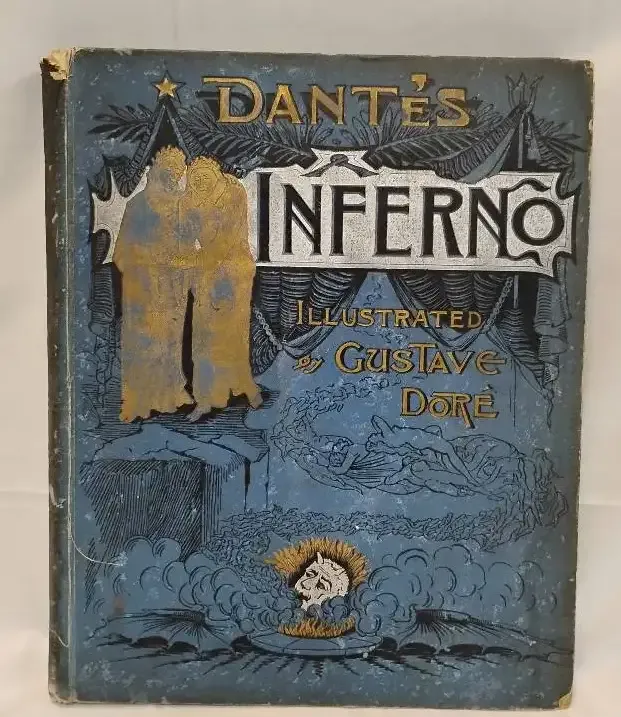 DANTE'S
INFERNO
ILLUSTRATED
BY GUSTAVE
DORÉ